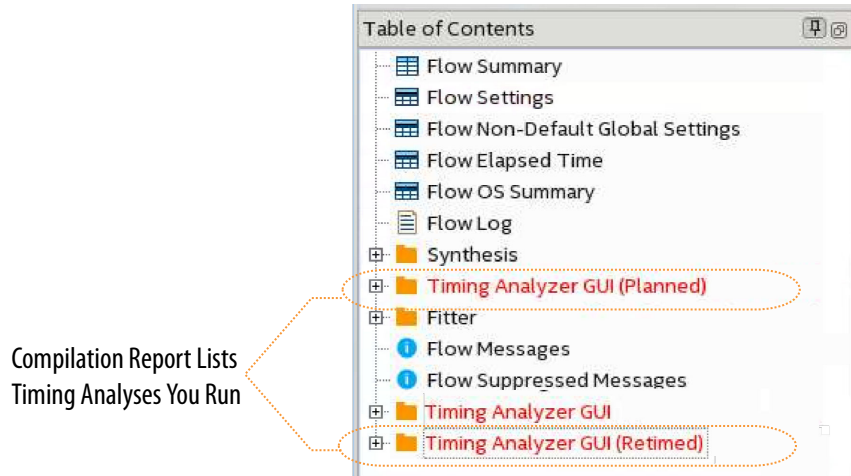 Table of Contents
Flow Summary
Flow Settings
Flow Non-Default Global Settings
Flow Elapsed Time
Flow OS Summary
Flow Log
Synthesis
Timing Analyzer GUI (Planned)
Fitter
Flow Messages
Flow Suppressed Messages
Timing Analyzer GUI
Timing Analyzer GUI (Retimed)
Compilation Report Lists
Timing Analyses You Run